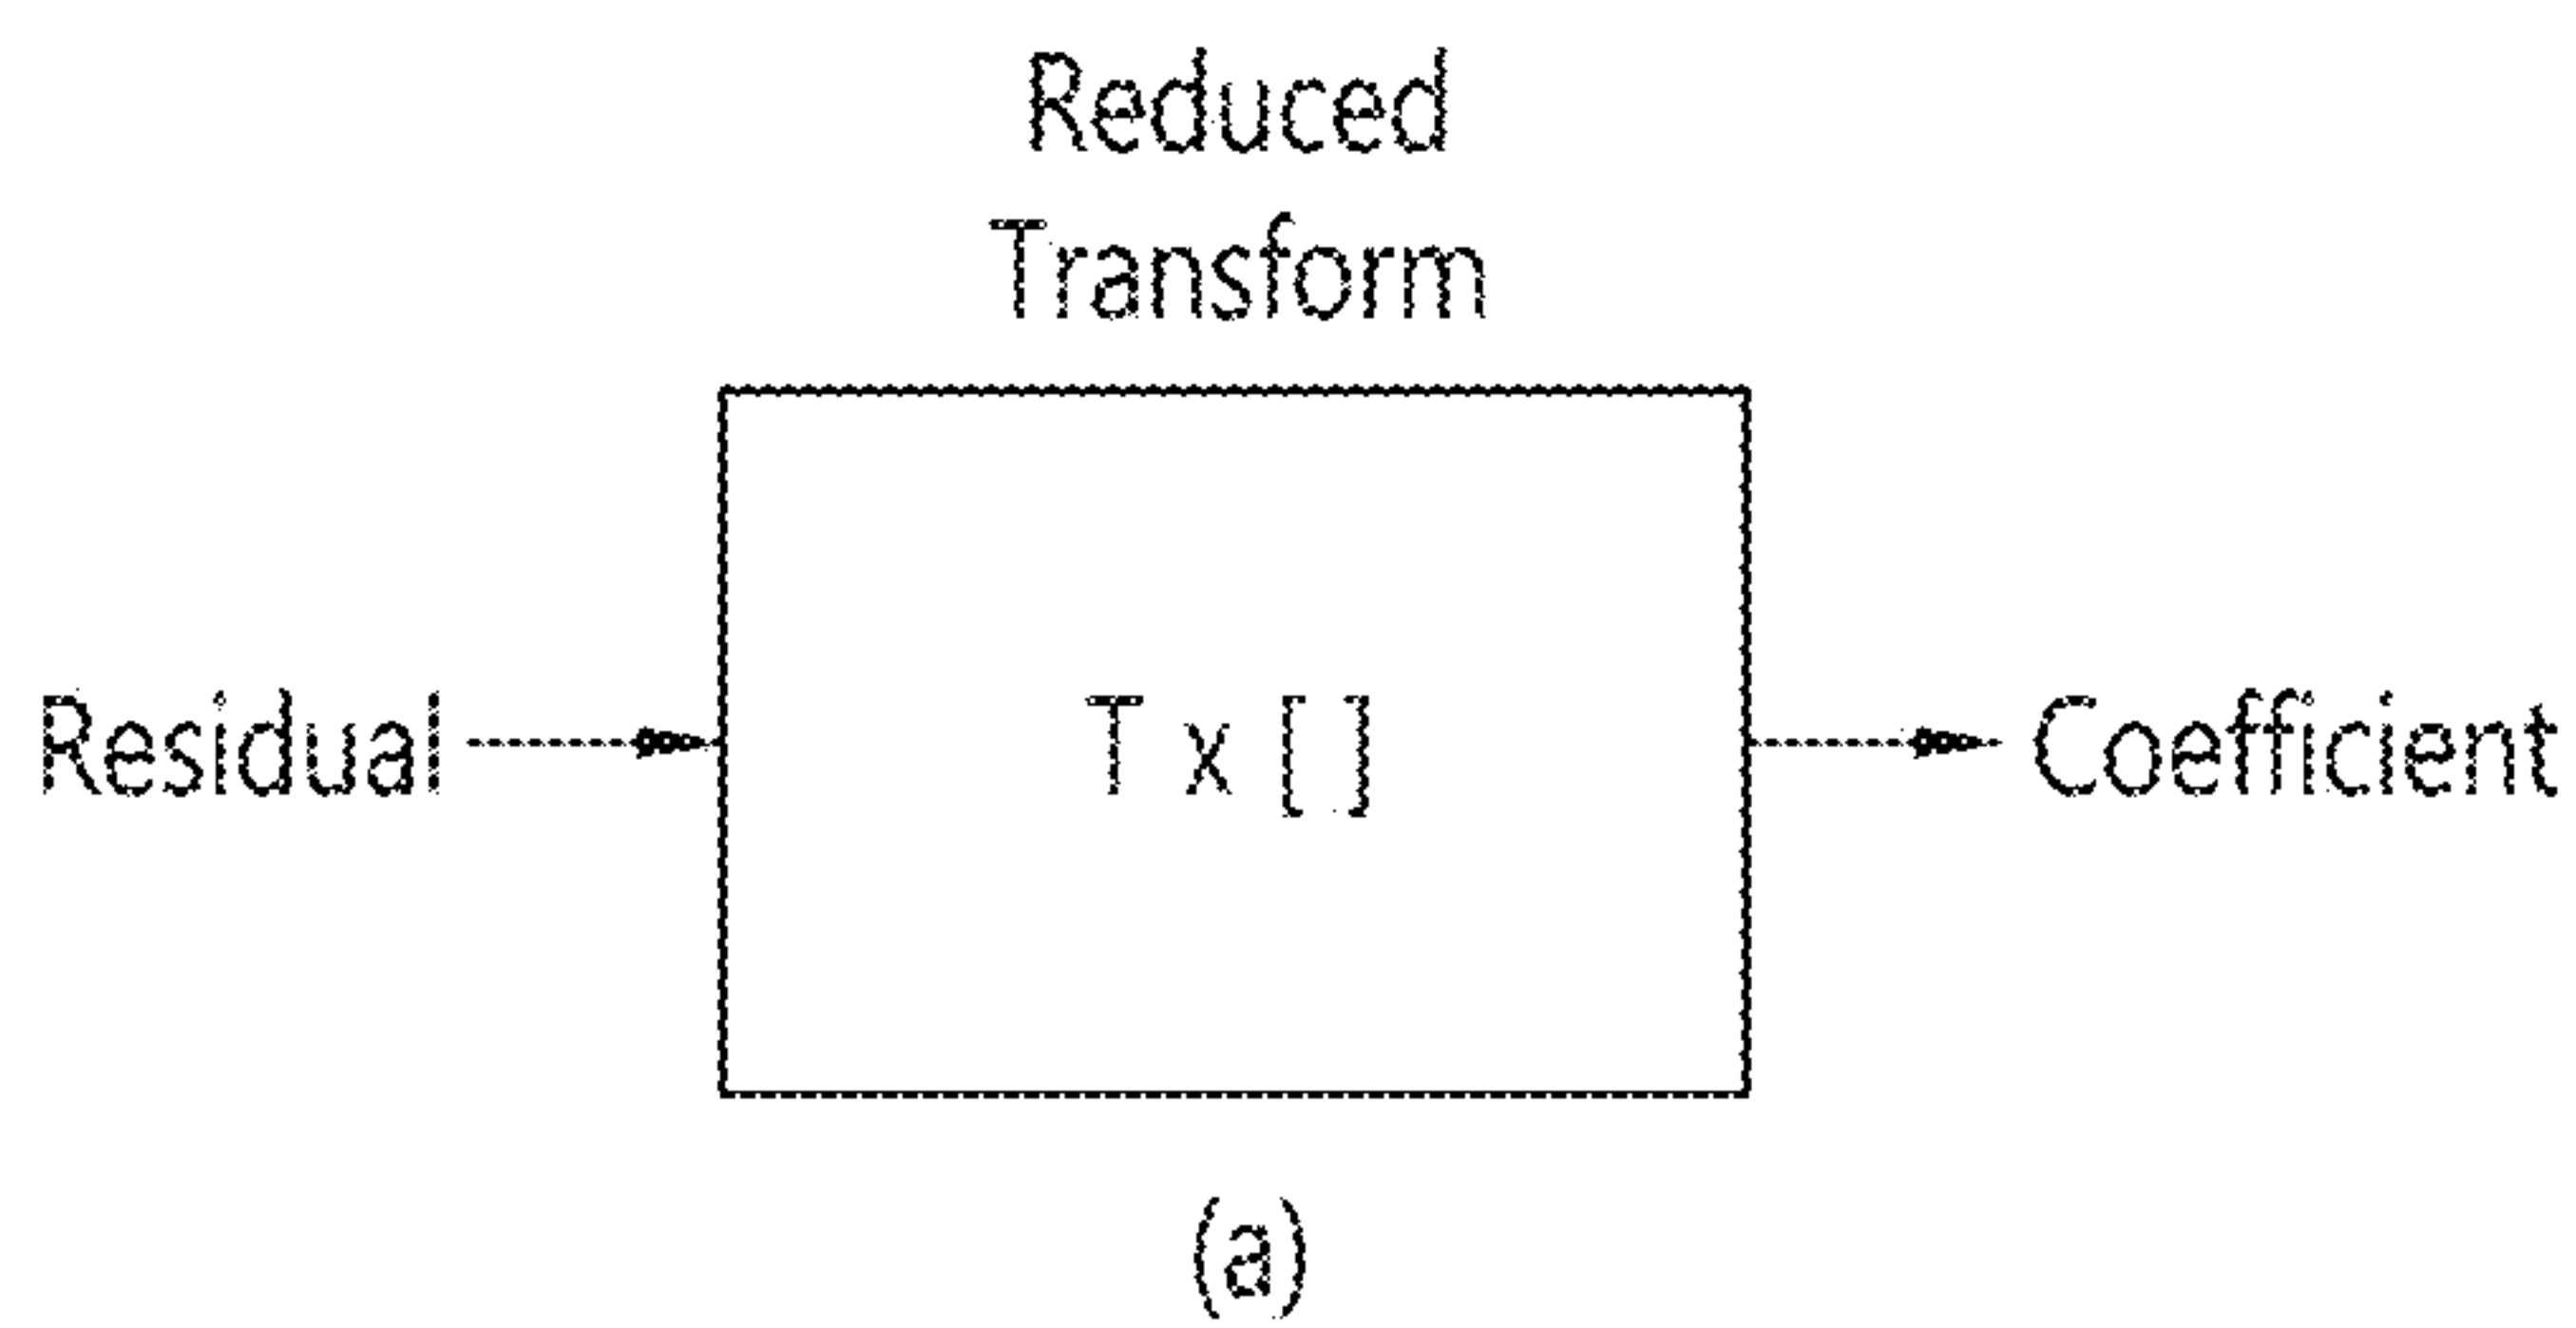 Reduced
Transform
Residual
T x [ ]
Coefficient
(a)